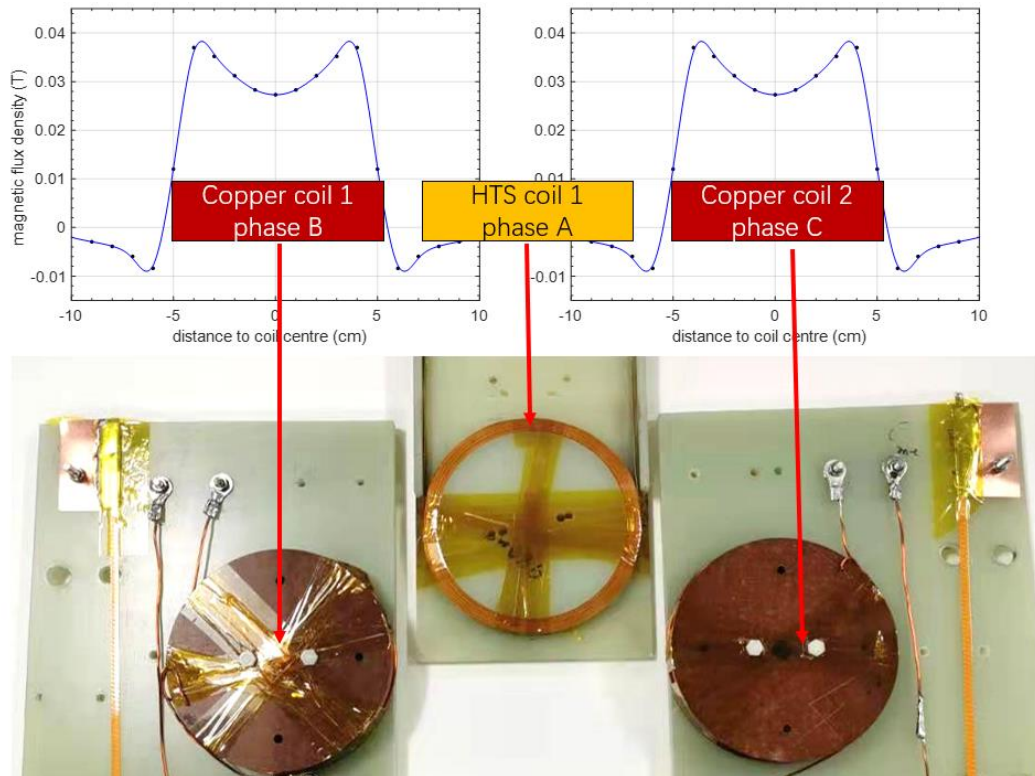 0.04
0.03
0.02
0.01
0
-0.01
magnetic flux density (T)
-10
-5
0
5
10
distance to coil centre (cm)
0.04
0.03
0.02
0.01
0
-0.01
-10
-5
0
5
10
distance to coil centre (cm)
Copper coil 1
phase B
HTS coil 1
phase A
Copper coil 2
phase C